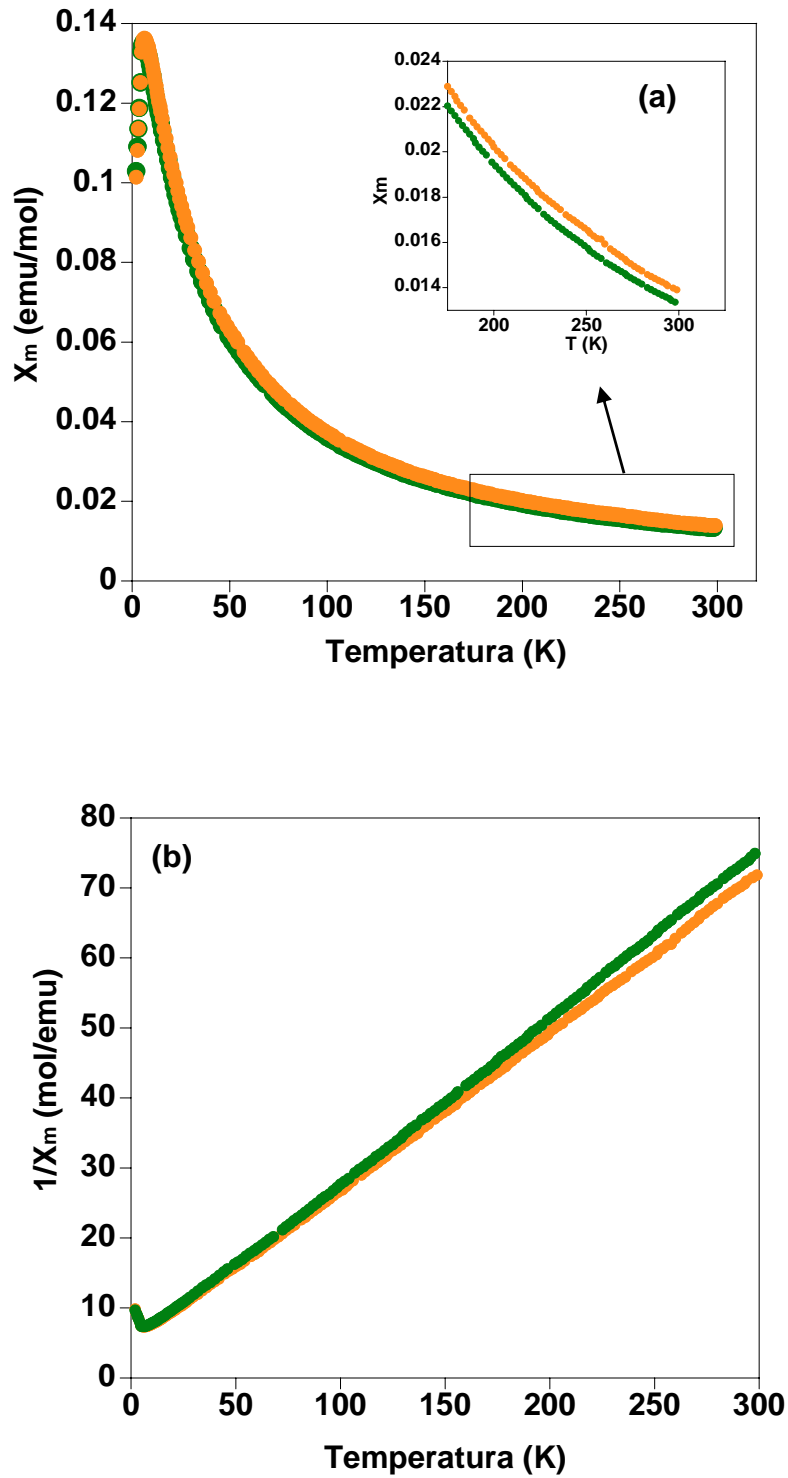 0.14
0.12
0.1
0.08
0.06
0.04
0.02
0
Xm (emu/mol)
0 50 100 150 200 250 300
Temperatura (K)
(a)
0.024
0.022
0.02
0.018
0.016
0.014
Xm
200 250 300
T (K)
(b)
80
70
60
50
40
30
20
10
0
1/Xm (mol/emu)
0 50 100 150 200 250 300
Temperatura (K)